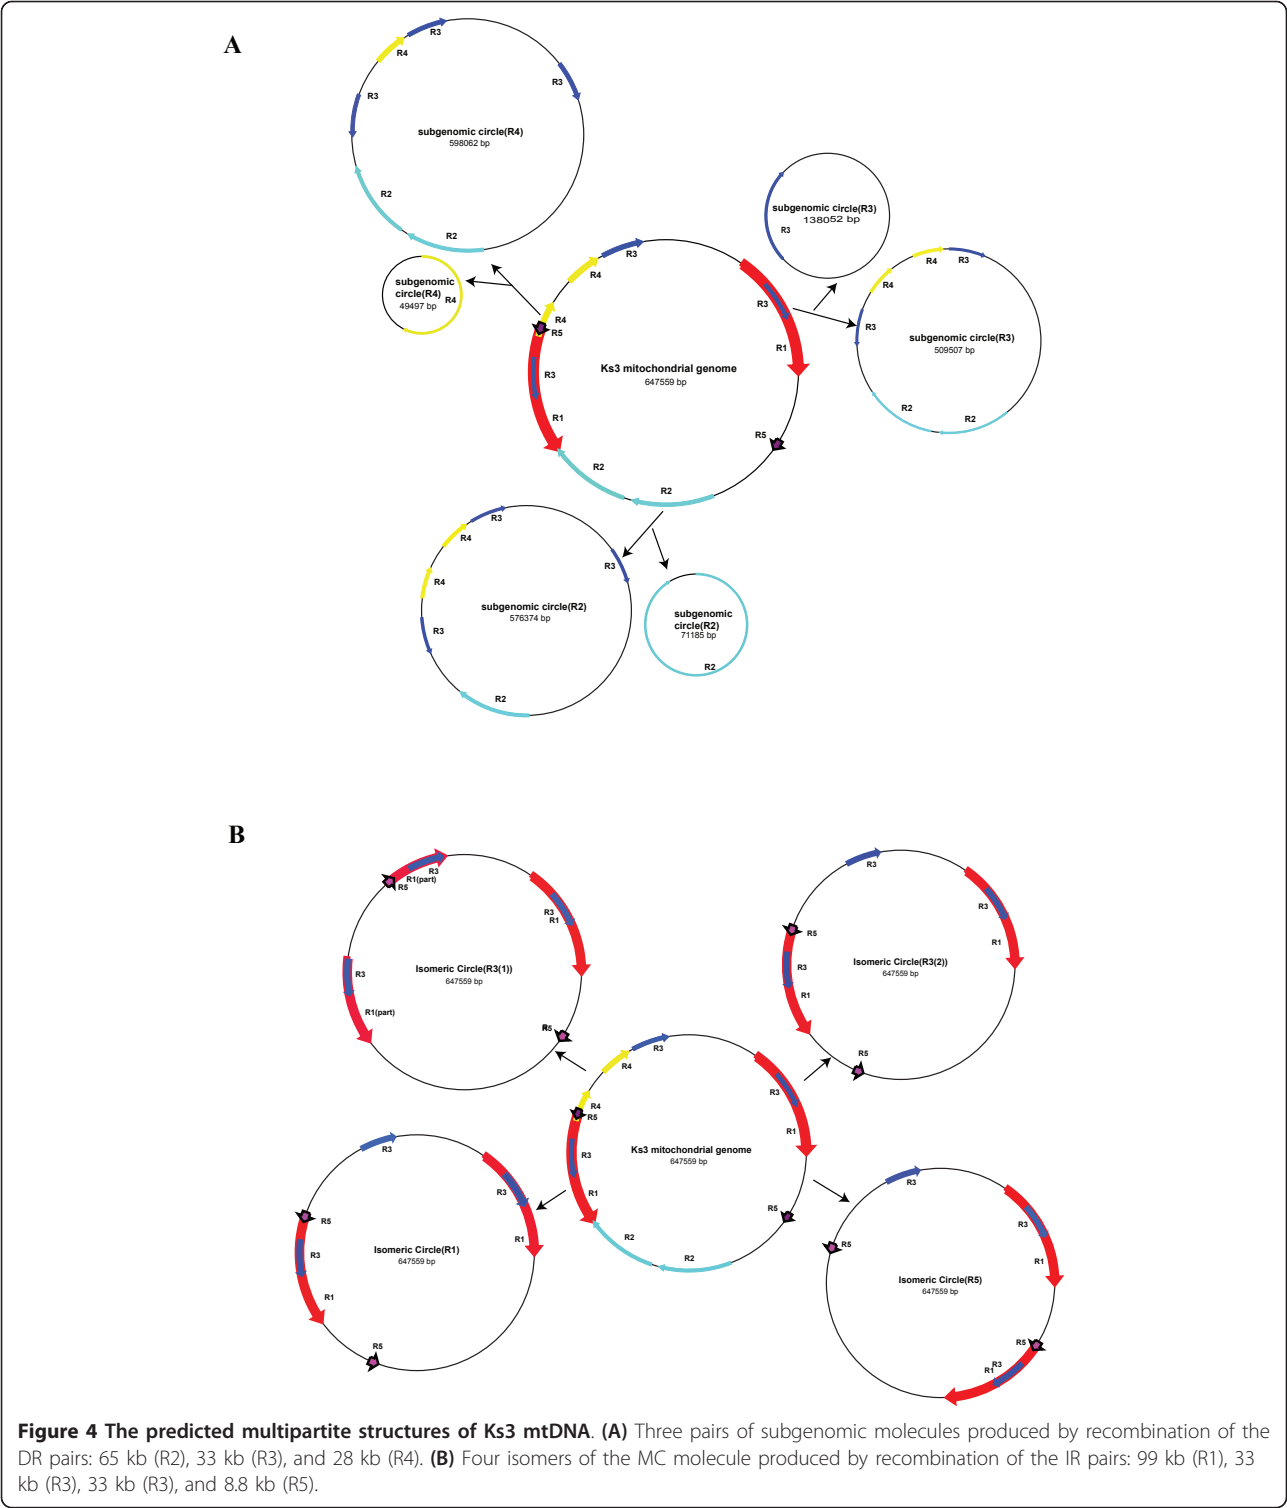 A
R3
R4
R3
R3
subgenomic circle(R4)
598062 bp
R2
R2
subgenomic circle(R3)
138052 bp
R3
subgenomic
circle(R4)
R4
49497 bp
R3
R4
R3
R4
R5
R3
R1
R3
R1
Ks3 mitochondrial genome
647559 bp
R5
R2
R2
R4
R3
R4
R3
subgenomic circle(R3)
509507 bp
R2
R2
R3
R4
R3
R4
R3
subgenomic circle(R2)
576374 bp
R2
subgenomic
circle(R2)
71185 bp
R2
B
R3
R1(part)
R5
R3
R1
R3
Isomeric Circle(R3(1))
647559 bp
R1(part)
R5
R3
R3
R5
R1
R3
Isomeric Circle(R3(2))
647559 bp
R1
R5
R3
R4
R3
R4
R5
R1
R3
Ks3 mitochondrial genome
647559 bp
R1
R5
R2
R2
R3
R3
R5
R1
R3
Isomeric Circle(R1)
647559 bp
R1
R5
R3
R3
R5
R1
Isomeric Circle(R5)
647559 bp
R5
R3
R1
Figure 4 The predicted multipartite structures of Ks3 mtDNA. (A) Three pairs of subgenomic molecules produced by recombination of the
DR pairs: 65 kb (R2), 33 kb (R3), and 28 kb (R4). (B) Four isomers of the MC molecule produced by recombination of the IR pairs: 99 kb (R1), 33
kb (R3), 33 kb (R3), and 8.8 kb (R5).